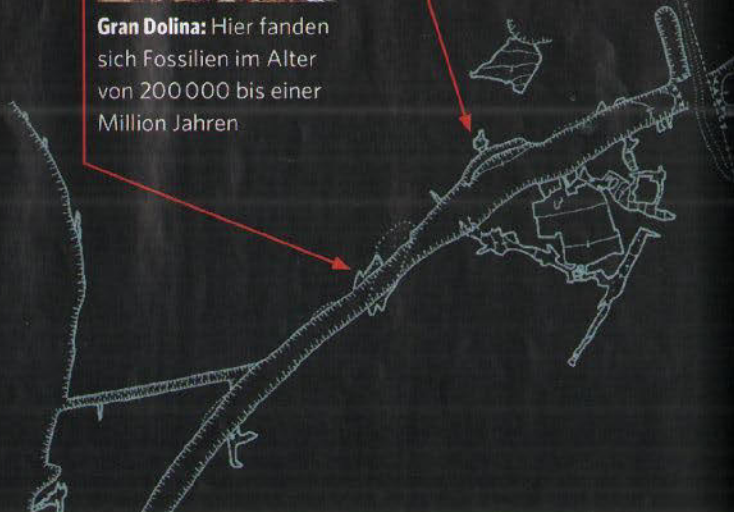 Gran Dolina: Hier fanden
sich Fossilien im Alter
von 200 000 bis einer
Million Jahren